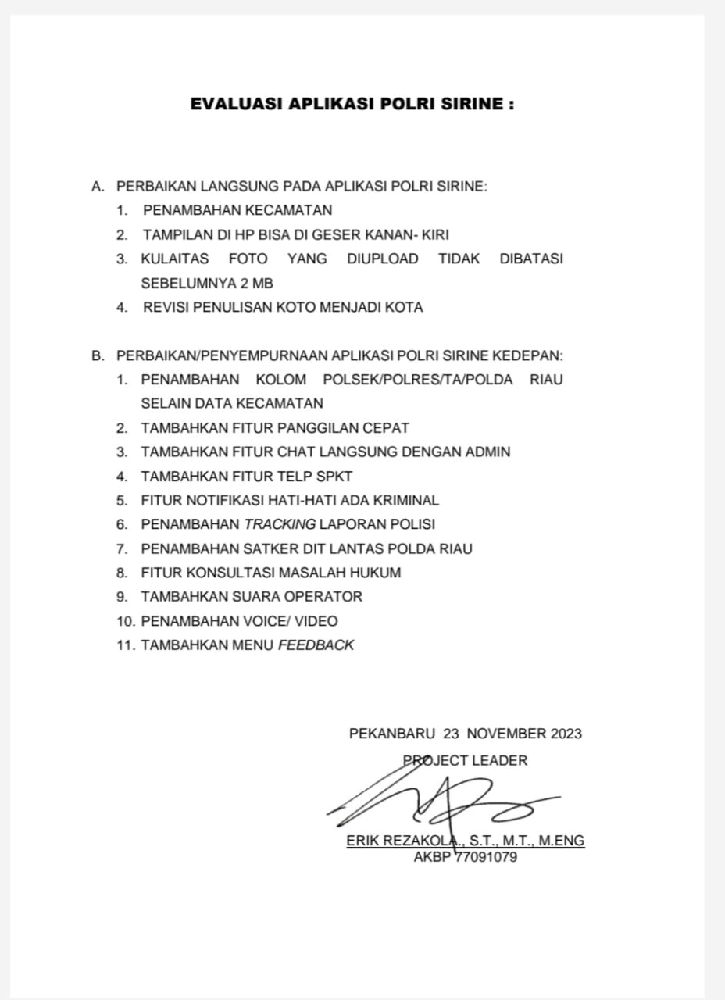 EVALUASI APLIKASI POLRI SIRINE :
A. PERBAIKAN LANGSUNG PADA APLIKASI POLRI SIRINE:
1. PENAMBAHAN KECAMATAN
2. TAMPILAN DI HP BISA DI GESER KANAN- KIRI
3. KULAITAS FOTO YANG DIUPLOAD TIDAK DIBATASI
SEBELUMNYA 2 MB
4. REVISI PENULISAN KOTO MENJADI KOTA
B. PERBAIKAN/PENYEMPURNAAN APLIKASI POLRI SIRINE KEDEPAN:
1. PENAMBAHAN KOLOM POLSEK/POLRES/TA/POLDA RIAU
SELAIN DATA KECAMATAN
2. TAMBAHKAN FITUR PANGGILAN CEPAT
3. TAMBAHKAN FITUR CHAT LANGSUNG DENGAN ADMIN
4. TAMBAHKAN FITUR TELP SPKT
5. FITUR NOTIFIKASI HATI-HATI ADA KRIMINAL
6. PENAMBAHAN TRACKING LAPORAN POLISI
7. PENAMBAHAN SATKER DIT LANTAS POLDA RIAU
8. FITUR KONSULTASI MASALAH HUKUM
9. TAMBAHKAN SUARA OPERATOR
10. PENAMBAHAN VOICE/ VIDEO
11. TAMBAHKAN MENU FEEDBACK
PEKANBARU 23 NOVEMBER 2023
PROJECT LEADER
ERIK REZAKOLA., S.T., M.T., M.ENG
AKBP 77091079